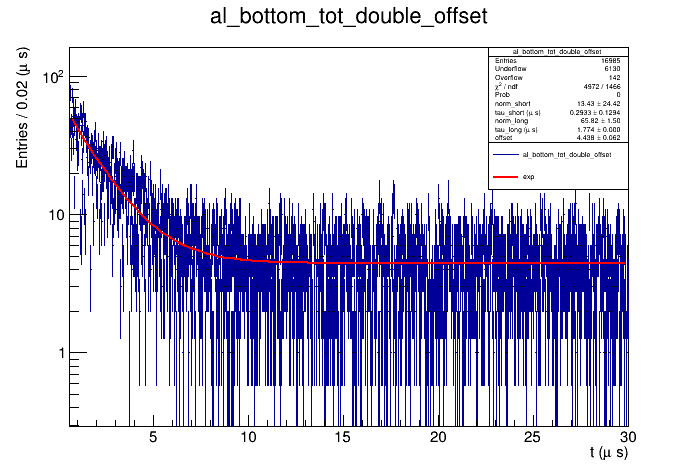 al_bottom_tot_double_offset
Entries / 0.02 (μ s)
10²
10
1
al_bottom_tot_double_offset
Entries 16985
Underflow 6130
Overflow 142
χ² / ndf 4972 / 1466
Prob 0
norm_short 13.43 ± 24.42
tau_short (μ s) 0.2933 ± 0.1294
norm_long 65.82 ± 1.50
tau_long (μ s) 1.774 ± 0.000
offset 4.438 ± 0.062
al_bottom_tot_double_offset
exp
5 10 15 20 25 30
t (μ s)